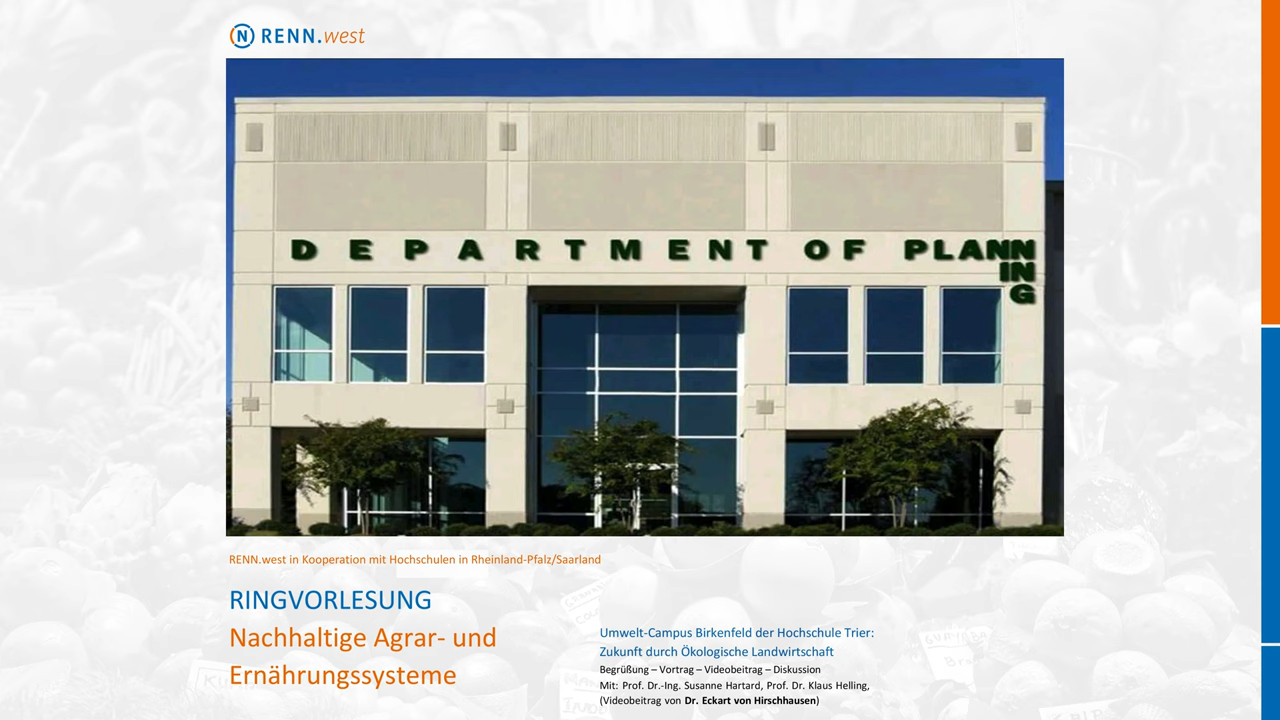 RENN.west
DEPARTMENT OF PLANN
IN
G
RENN.west in Kooperation mit Hochschulen in Rheinland-Pfalz/Saarland
RINGVORLESUNG
Nachhaltige Agrar- und
Ernährungssysteme
Umwelt-Campus Birkenfeld der Hochschule Trier:
Zukunft durch Ökologische Landwirtschaft
Begrüßung – Vortrag – Videobeitrag – Diskussion
Mit: Prof. Dr.-Ing. Susanne Hartard, Prof. Dr. Klaus Helling,
(Videobeitrag von Dr. Eckart von Hirschhausen)